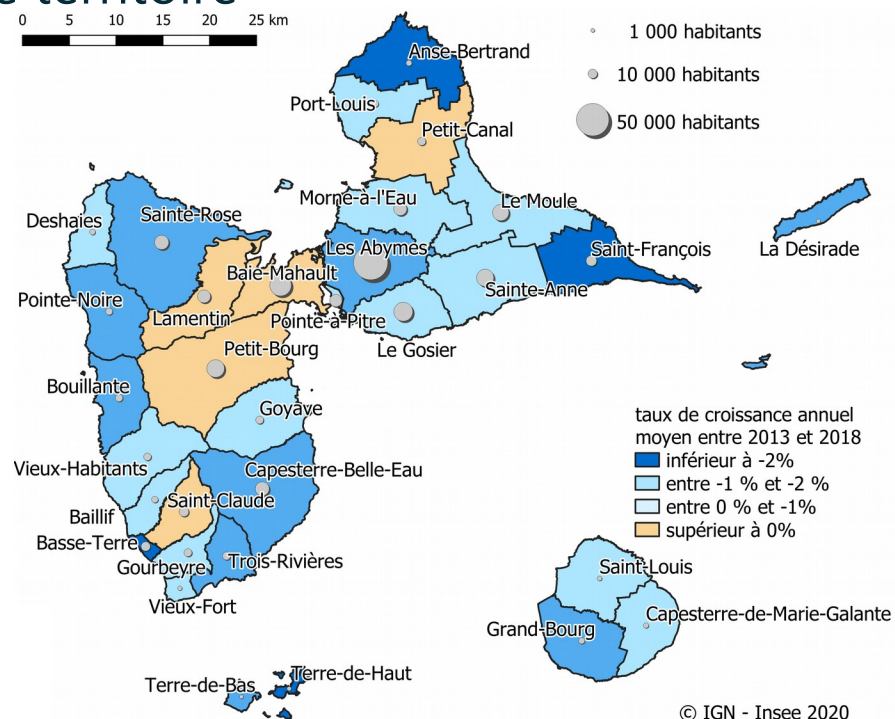 territoire
0 5 10 15 20 25 km
1 000 habitants
10 000 habitants
50 000 habitants
Anse-Bertrand
Port-Louis
Petit-Canal
Morne-à-l'Eau
Le Moule
Deshaies
Sainte-Rose
Les Abymes
Saint-François
La Désirade
Baie-Mahault
Sainte-Anne
Pointe-Noire
Lamentin
Pointe-à-Pitre
Petit-Bourg
Le Gosier
Bouillante
Goyave
taux de croissance annuel
moyen entre 2013 et 2018
inférieur à -2%
entre -1 % et -2 %
entre 0 % et -1%
supérieur à 0%
Vieux-Habitants
Capesterre-Belle-Eau
Saint-Claude
Baillif
Basse-Terre
Gourbeyre
Trois-Rivières
Vieux-Fort
Saint-Louis
Capesterre-de-Marie-Galante
Grand-Bourg
Terre-de-Haut
Terre-de-Bas
© IGN - Insee 2020